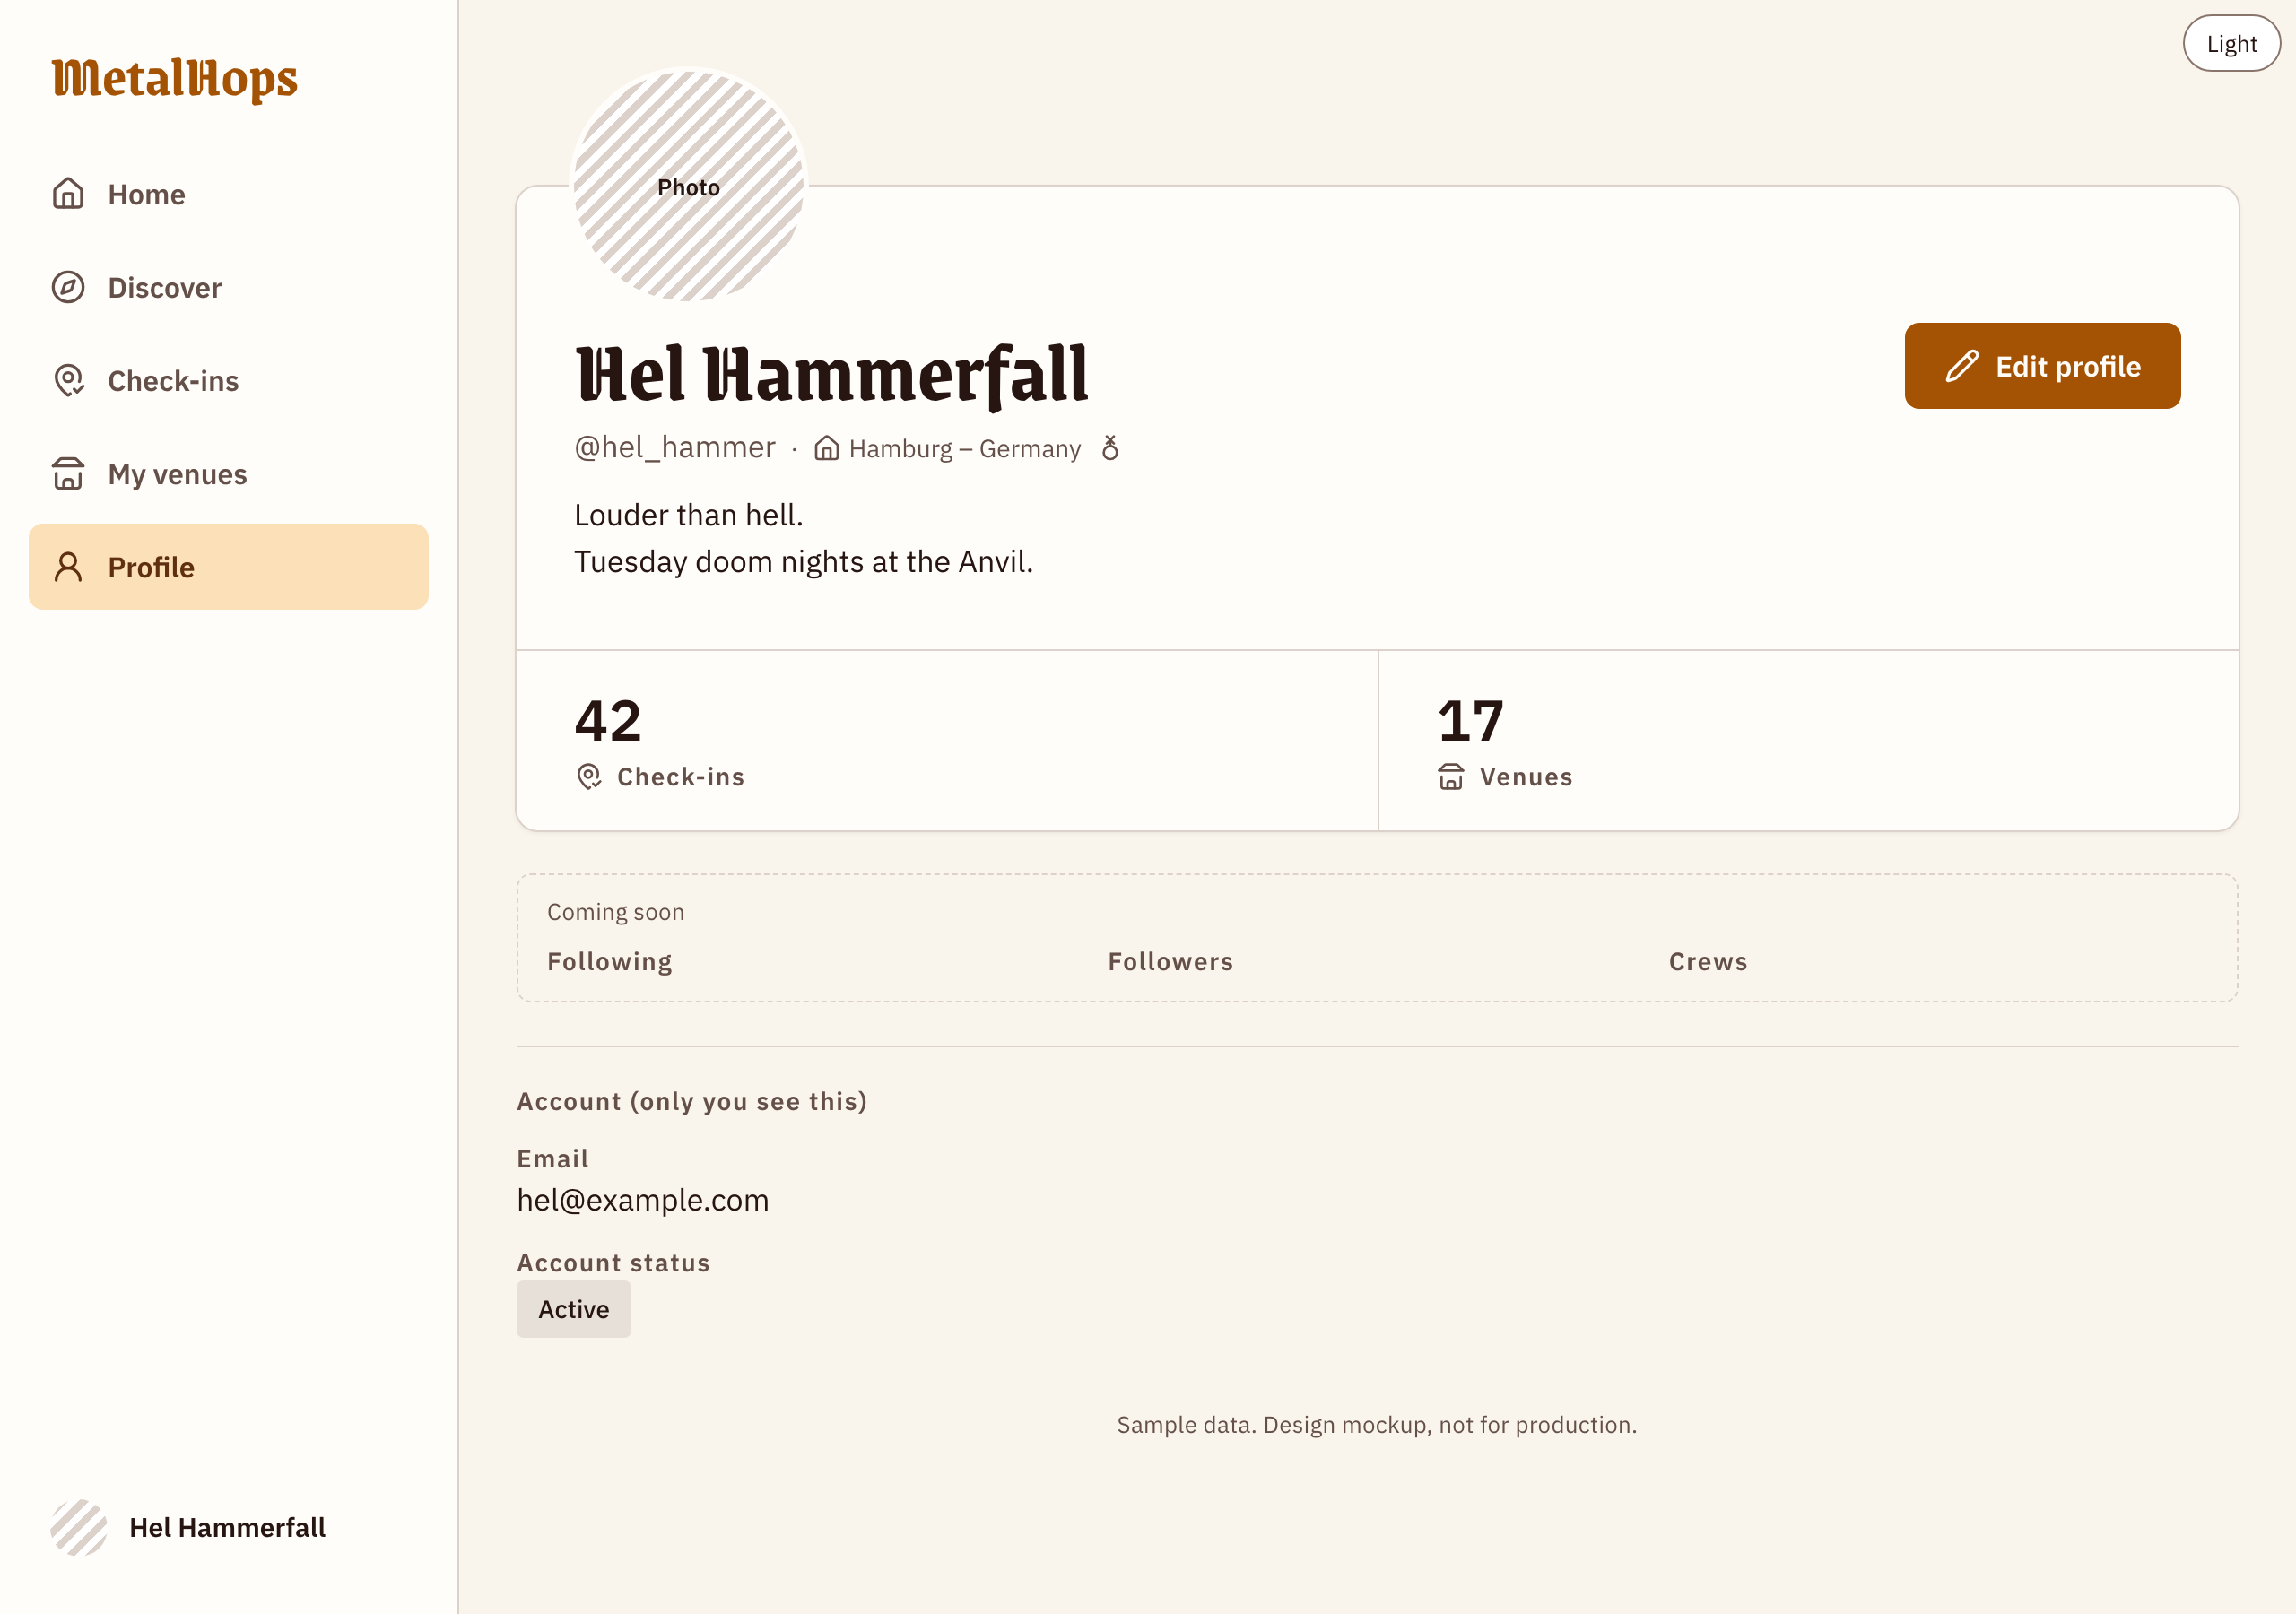 MetalHops
Light
Home
Discover
Check-ins
My venues
Profile
Photo
Hel Hammerfall
Edit profile
@hel_hammer · Hamburg – Germany
Louder than hell.
Tuesday doom nights at the Anvil.
42
Check-ins
17
Venues
Coming soon
Following
Followers
Crews
Account (only you see this)
Email
hel@example.com
Account status
Active
Sample data. Design mockup, not for production.
Hel Hammerfall